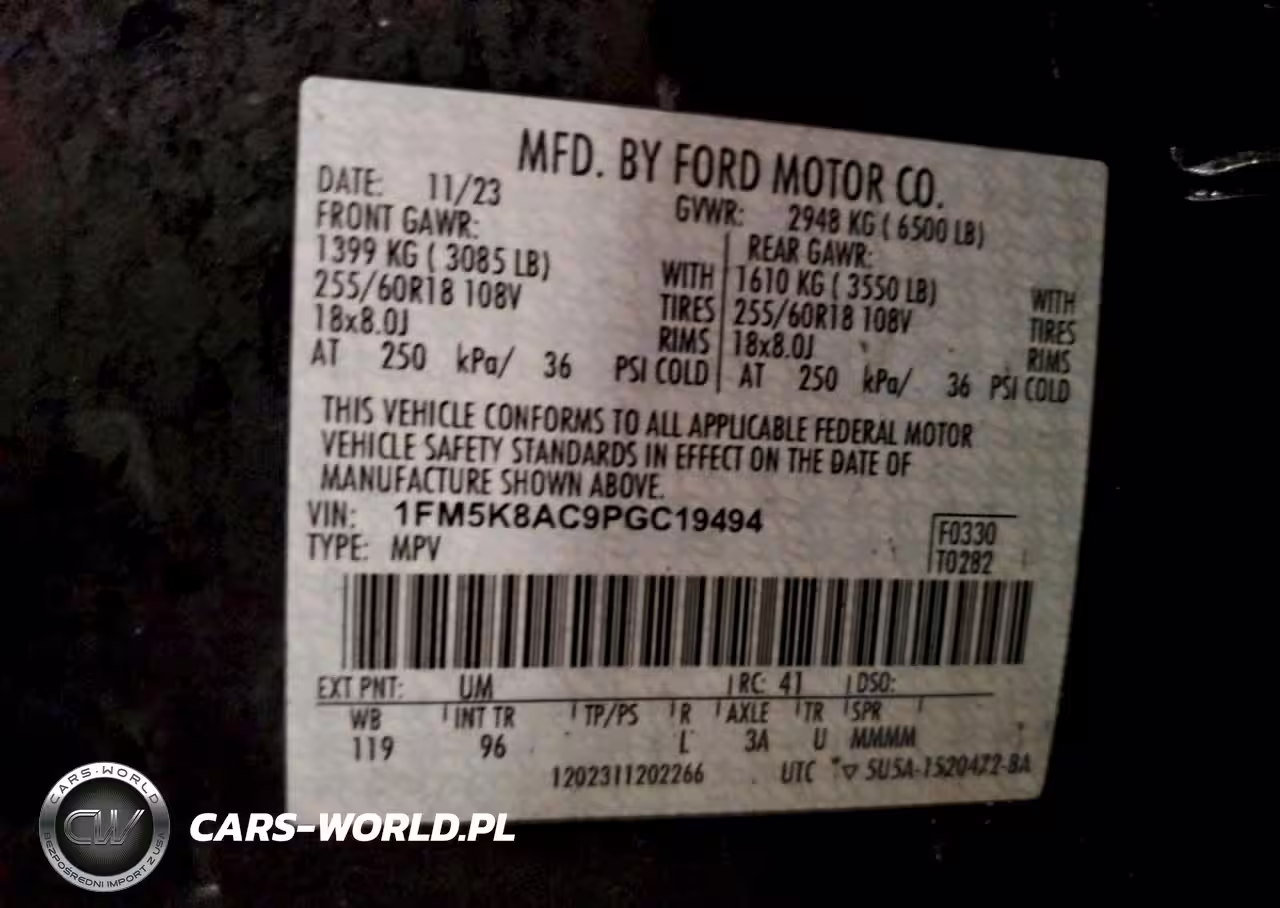 MFD. BY FORD MOTOR CO.
DATE: 11/23
GVWR: 2948 KG ( 6500 LB)
FRONT GAWR:
REAR GAWR:
1399 KG ( 3085 LB) WITH
1610 KG ( 3550 LB) WITH
255/60R18 108V TIRES
255/60R18 108V TIRES
18x8.0J RIMS
18x8.0J RIMS
AT 250 kPa/ 36 PSI COLD
AT 250 kPa/ 36 PSI COLD
THIS VEHICLE CONFORMS TO ALL APPLICABLE FEDERAL MOTOR
VEHICLE SAFETY STANDARDS IN EFFECT ON THE DATE OF
MANUFACTURE SHOWN ABOVE.
VIN: 1FM5K8AC9PGC19494
TYPE: MPV
F0330
T0282
EXT PNT: UM RC: 41 DSO:
WB INT TR TP/PS R AXLE TR SPR
119 96 L 3A U MMMM
1202311202266 UTC 5U5A-1520472-BA
CARS-WORLD
CW
BEZPOŚREDNI IMPORT Z USA
CARS-WORLD.PL